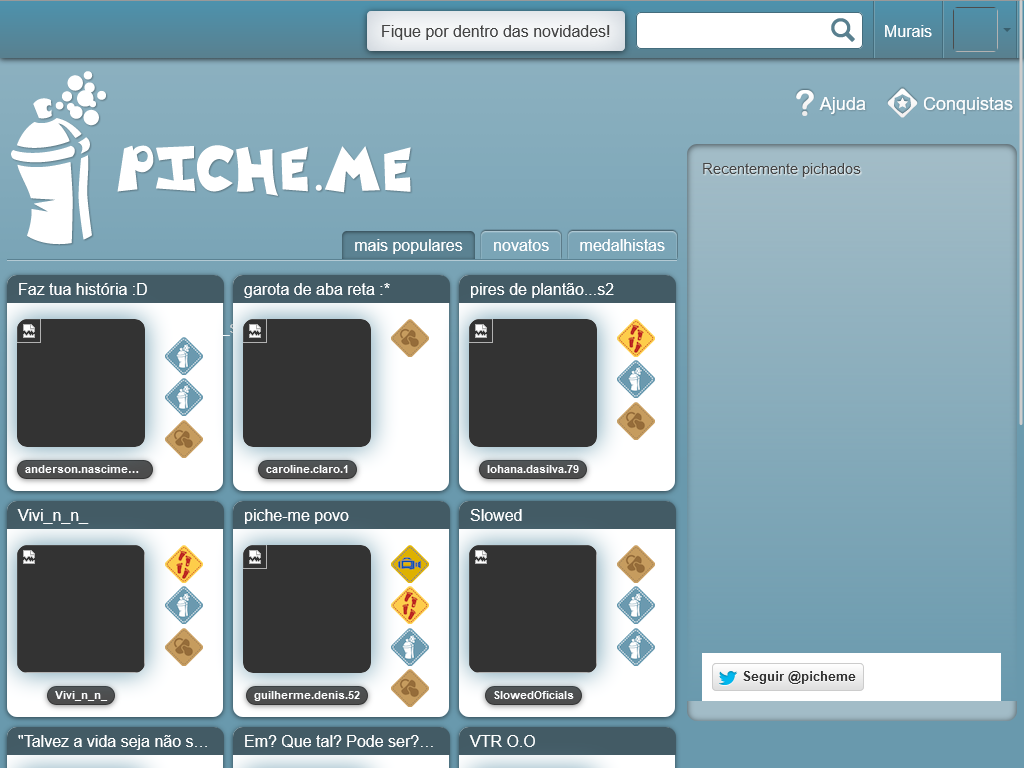 Fique por dentro das novidades!
Murais
Ajuda
Conquistas
PICHE.ME
mais populares
novatos
medalhistas
Recentemente pichados
Faz tua história :D
garota de aba reta :*
pires de plantão...s2
anderson.nascime...
caroline.claro.1
lohana.dasilva.79
Vivi_n_n_
piche-me povo
Slowed
Vivi_n_n_
guilherme.denis.52
SlowedOficials
Seguir @picheme
"Talvez a vida seja não s...
Em? Que tal? Pode ser?...
VTR O.O